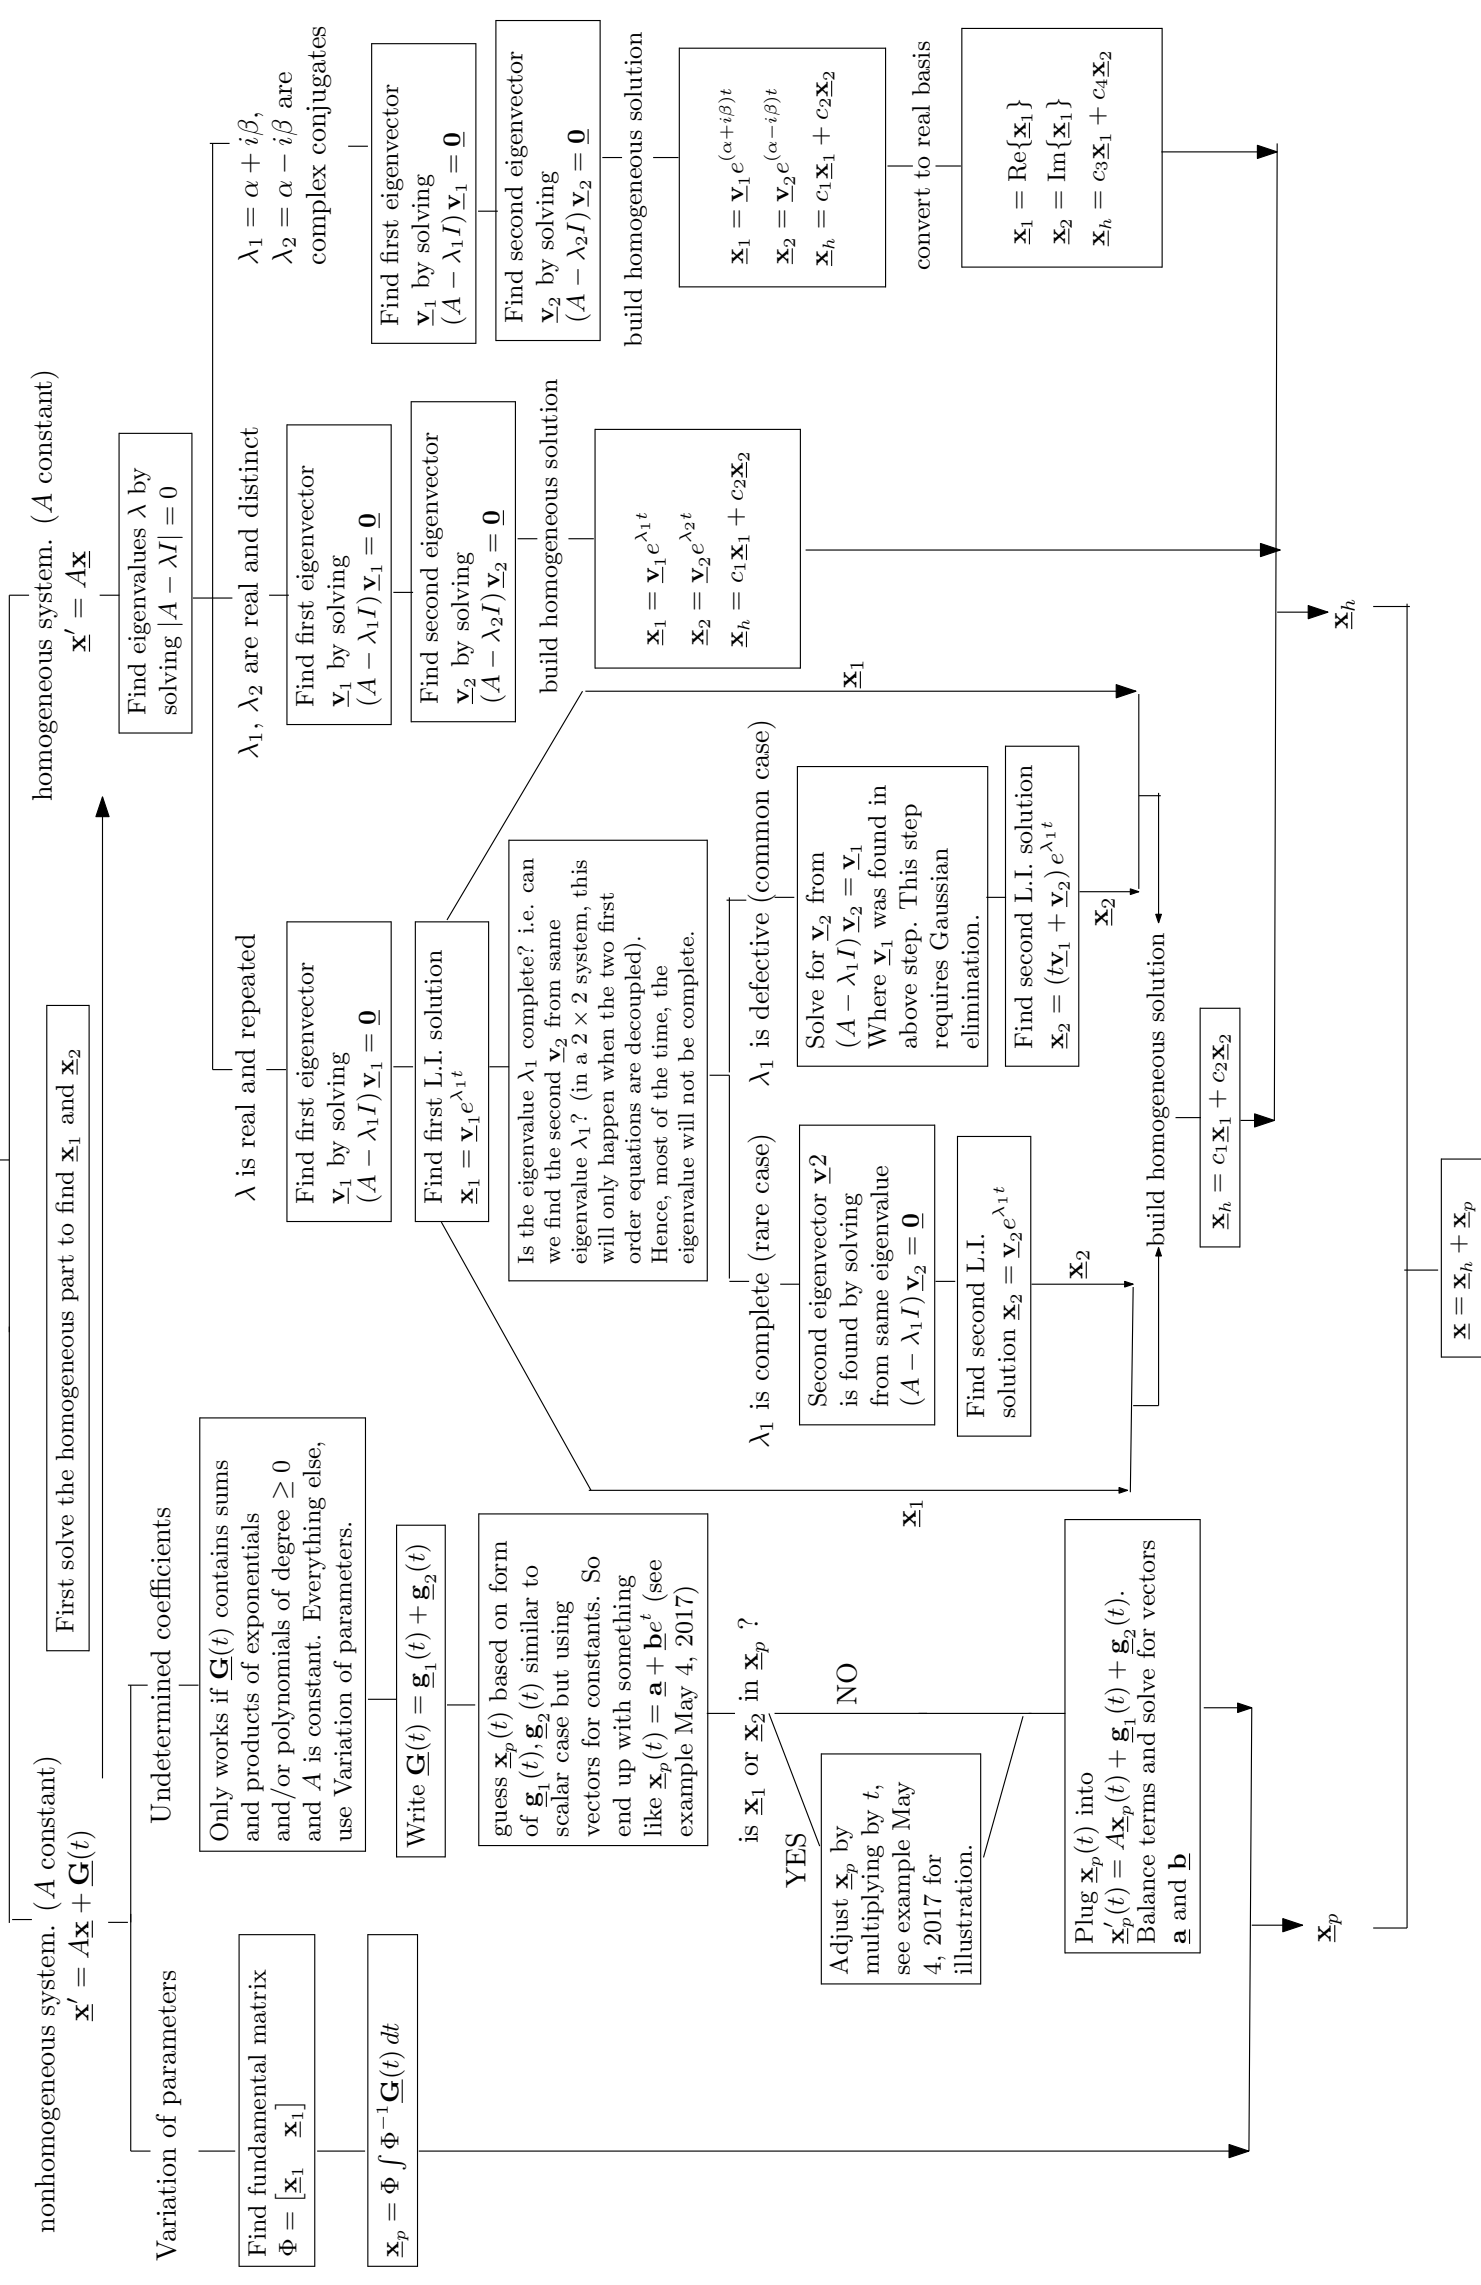 nonhomogeneous system. (A constant)
x′ = Ax + G(t)
homogeneous system. (A constant)
x′ = Ax
First solve the homogeneous part to find x₁ and x₂
Variation of parameters
Find fundamental matrix
Φ = [x₁ x₁]
xₚ = Φ ∫ Φ⁻¹G(t) dt
Undetermined coefficients
Only works if G(t) contains sums
and products of exponentials
and/or polynomials of degree ≥ 0
and A is constant. Everything else,
use Variation of parameters.
Write G(t) = g₁(t) + g₂(t)
guess xₚ(t) based on form
of g₁(t), g₂(t) similar to
scalar case but using
vectors for constants. So
end up with something
like xₚ(t) = a + beᵗ (see
example May 4, 2017)
is x₁ or x₂ in xₚ ?
YES
NO
Adjust xₚ by
multiplying by t,
see example May
4, 2017 for
illustration.
Plug xₚ(t) into
xₚ′(t) = Axₚ(t) + g₁(t) + g₂(t).
Balance terms and solve for vectors
a and b
xₚ
Find eigenvalues λ by
solving |A − λI| = 0
λ is real and repeated
Find first eigenvector
v₁ by solving
(A − λ₁I) v₁ = 0
Find first L.I. solution
x₁ = v₁e^{λ₁t}
Is the eigenvalue λ₁ complete? i.e. can
we find the second v₂ from same
eigenvalue λ₁? (in a 2 × 2 system, this
will only happen when the two first
order equations are decoupled).
Hence, most of the time, the
eigenvalue will not be complete.
x₁
λ₁ is complete (rare case)
Second eigenvector v2
is found by solving
from same eigenvalue
(A − λ₁I) v₂ = 0
Find second L.I.
solution x₂ = v₂e^{λ₁t}
x₂
λ₁ is defective (common case)
Solve for v₂ from
(A − λ₁I) v₂ = v₁
Where v₁ was found in
above step. This step
requires Gaussian
elimination.
Find second L.I. solution
x₂ = (tv₁ + v₂) e^{λ₁t}
x₂
x₁
build homogeneous solution
xₕ = c₁x₁ + c₂x₂
λ₁, λ₂ are real and distinct
Find first eigenvector
v₁ by solving
(A − λ₁I) v₁ = 0
Find second eigenvector
v₂ by solving
(A − λ₂I) v₂ = 0
build homogeneous solution
x₁ = v₁e^{λ₁t}
x₂ = v₂e^{λ₂t}
xₕ = c₁x₁ + c₂x₂
λ₁ = α + iβ,
λ₂ = α − iβ are
complex conjugates
Find first eigenvector
v₁ by solving
(A − λ₁I) v₁ = 0
Find second eigenvector
v₂ by solving
(A − λ₂I) v₂ = 0
build homogeneous solution
x₁ = v₁e^{(α+iβ)t}
x₂ = v₂e^{(α−iβ)t}
xₕ = c₁x₁ + c₂x₂
convert to real basis
x₁ = Re{x₁}
x₂ = Im{x₁}
xₕ = c₃x₁ + c₄x₂
xₕ
x = xₕ + xₚ